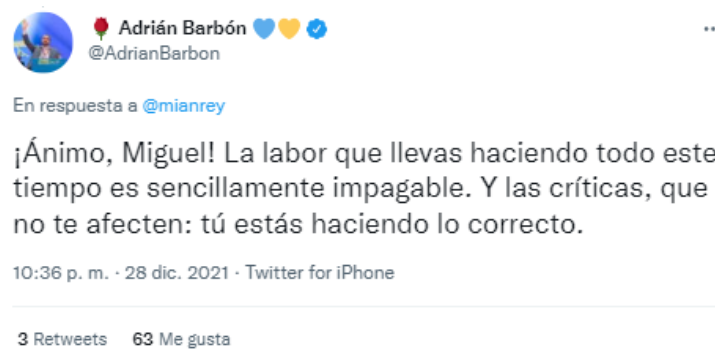 🌹 Adrián Barbón 💙💛
@AdrianBarbon
En respuesta a @mianrey
¡Ánimo, Miguel! La labor que llevas haciendo todo este
tiempo es sencillamente impagable. Y las críticas, que
no te afecten: tú estás haciendo lo correcto.
10:36 p. m. · 28 dic. 2021 · Twitter for iPhone
3 Retweets 63 Me gusta